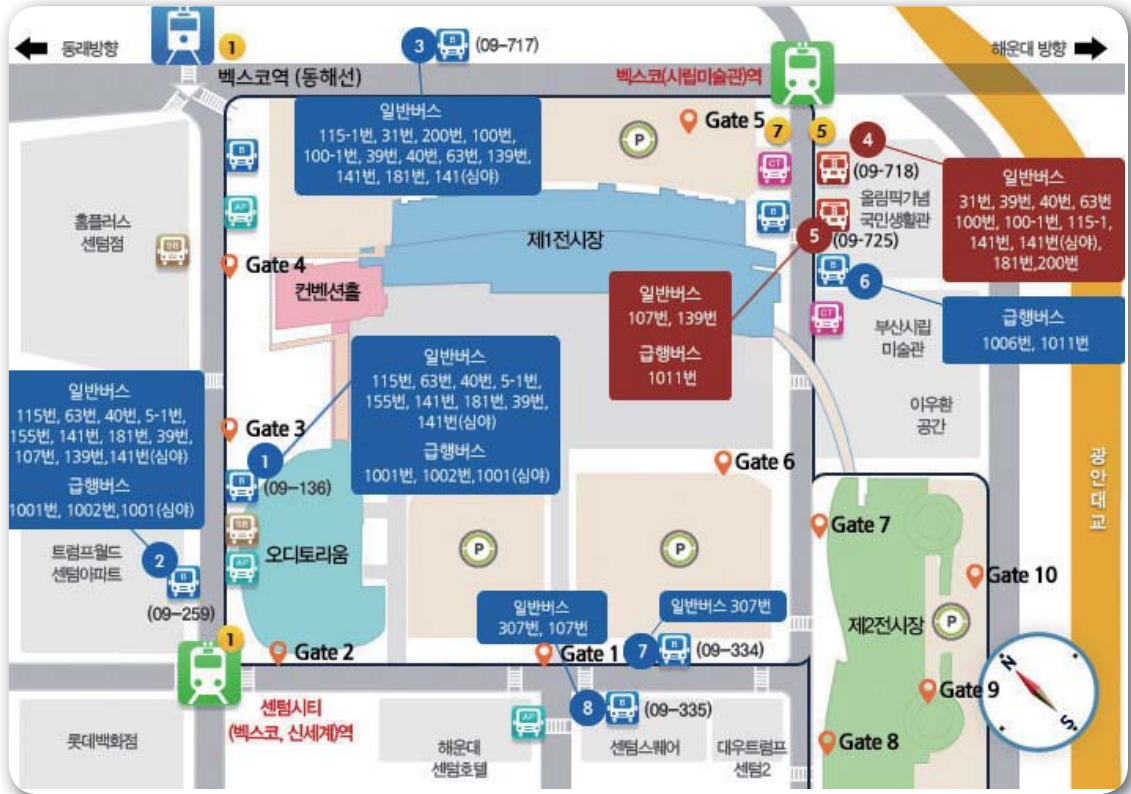 동래방향
1
3
(09-717)
해운대 방향
벡스코역 (동해선)
벡스코(시립미술관)역
일반버스
115-1번, 31번, 200번, 100번,
100-1번, 39번, 40번, 63번, 139번,
141번, 181번, 141(심야)
Gate 5
P
7
5
4
(09-718)
올림픽기념
국민생활관
일반버스
31번, 39번, 40번, 63번
100번, 100-1번, 115-1,
141번, 141번(심야),
181번,200번
홈플러스
센텀점
Gate 4
제1전시장
컨벤션홀
5
(09-725)
6
일반버스
107번, 139번
급행버스
1011번
부산시립
미술관
급행버스
1006번, 1011번
일반버스
115번, 63번, 40번, 5-1번,
155번, 141번, 181번, 39번,
141번(심야)
급행버스
1001번, 1002번,1001(심야)
일반버스
115번, 63번, 40번, 5-1번,
155번, 141번, 181번, 39번,
107번, 139번,141번(심야)
급행버스
1001번, 1002번,1001(심야)
이우환
공간
Gate 3
1
(09-136)
Gate 6
광안대교
Gate 7
P
P
트럼프월드
센텀아파트
2
(09-259)
오디토리움
Gate 10
일반버스
307번, 107번
일반버스 307번
제2전시장
P
1
Gate 2
Gate 1
7
(09-334)
N
S
Gate 9
센텀시티
(벡스코, 신세계)역
8
(09-335)
롯데백화점
해운대
센텀호텔
센텀스퀘어
대우트럼프
센텀2
Gate 8